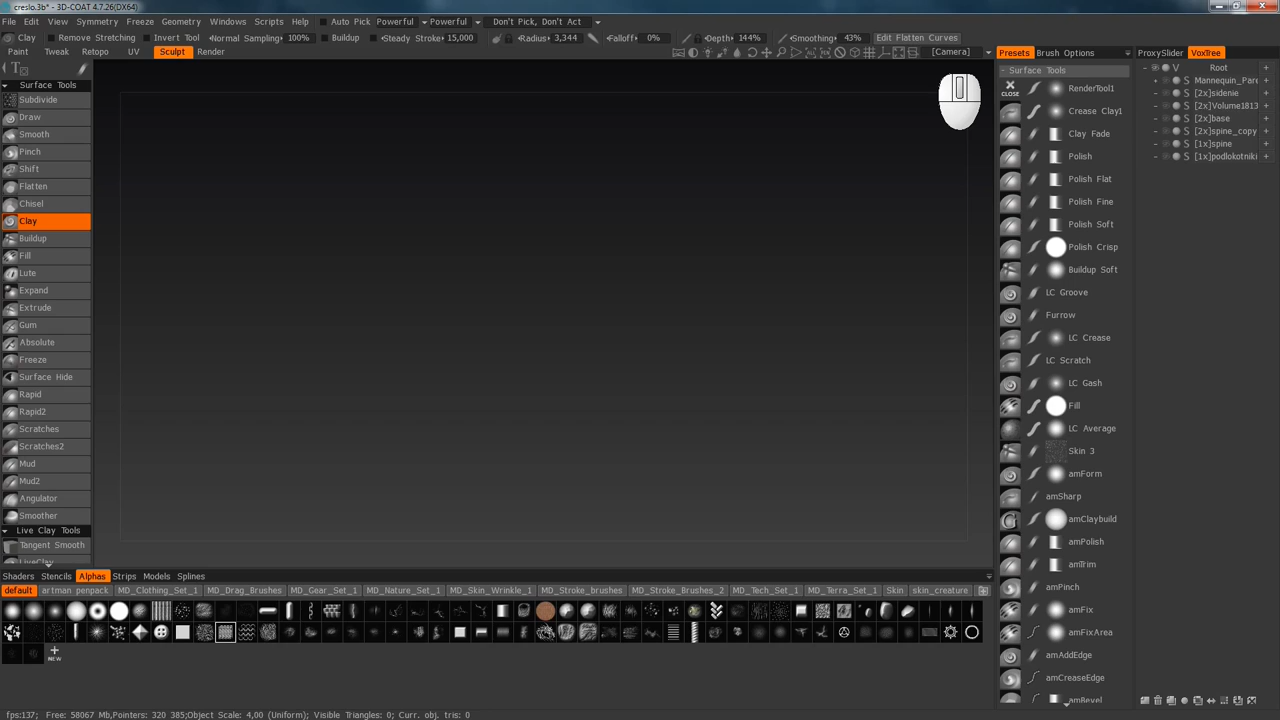 creslo.3b* - 3D-COAT 4.7.26(DX64)
File Edit View Symmetry Freeze Geometry Windows Scripts Help Auto Pick Powerful Powerful Don't Pick, Don't Act
Clay Remove Stretching Invert Tool Normal Sampling: 100% Buildup Steady Stroke: 15,000 Radius: 3,344 Falloff: 0% Depth: 144% Smoothing: 43% Edit Flatten Curves
Paint Tweak Retopo UV Sculpt Render [Camera] Presets Brush Options ProxySlider VoxTree
Surface Tools
Subdivide
Draw
Smooth
Pinch
Shift
Flatten
Chisel
Clay
Buildup
Fill
Lute
Expand
Extrude
Gum
Absolute
Freeze
Surface Hide
Rapid
Rapid2
Scratches
Scratches2
Mud
Mud2
Angulator
Smoother
Live Clay Tools
Tangent Smooth
LiveClay
Surface Tools
CLOSE
RenderTool1
Crease Clay1
Clay Fade
Polish
Polish Flat
Polish Fine
Polish Soft
Polish Crisp
Buildup Soft
LC Groove
Furrow
LC Crease
LC Scratch
LC Gash
Fill
LC Average
Skin 3
amForm
amSharp
amClaybuild
amPolish
amTrim
amPinch
amFix
amFixArea
amAddEdge
amCreaseEdge
amBevel
V Root +
S Mannequin_Par +
S [2x]sidenie +
S [2x]Volume1813 +
S [2x]base +
S [2x]spine_copy +
S [1x]spine +
S [1x]podlokotniki +
Shaders Stencils Alphas Strips Models Splines
default artman penpack MD_Clothing_Set_1 MD_Drag_Brushes MD_Gear_Set_1 MD_Nature_Set_1 MD_Skin_Wrinkle_1 MD_Stroke_brushes MD_Stroke_Brushes_2 MD_Tech_Set_1 MD_Terra_Set_1 Skin skin_creature
NEW
fps:137; Free: 58067 Mb,Pointers: 320 385;Object Scale: 4,00 (Uniform); Visible Triangles: 0; Curr. obj. tris: 0